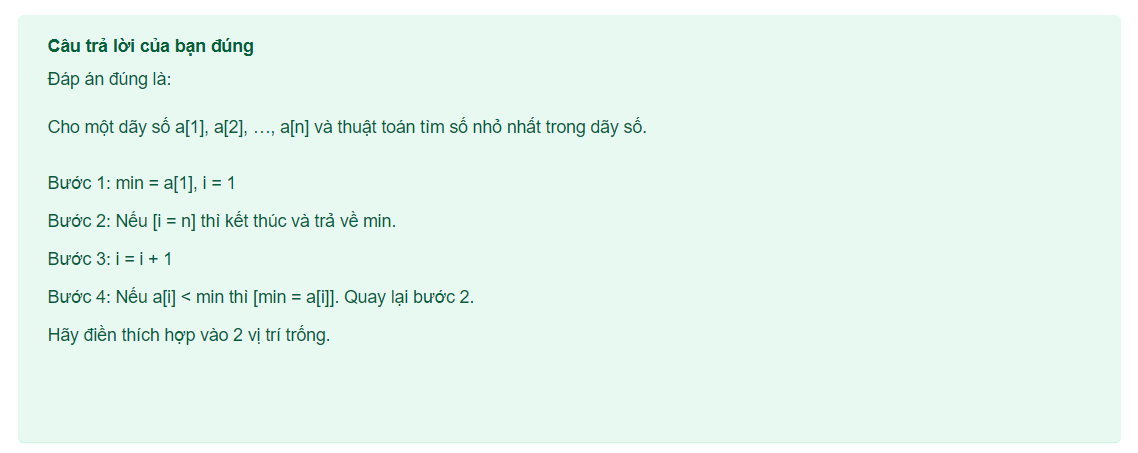 Câu trả lời của bạn đúng
Đáp án đúng là:
Cho một dãy số a[1], a[2], …, a[n] và thuật toán tìm số nhỏ nhất trong dãy số.
Bước 1: min = a[1], i = 1
Bước 2: Nếu [i = n] thì kết thúc và trả về min.
Bước 3: i = i + 1
Bước 4: Nếu a[i] < min thì [min = a[i]]. Quay lại bước 2.
Hãy điền thích hợp vào 2 vị trí trống.